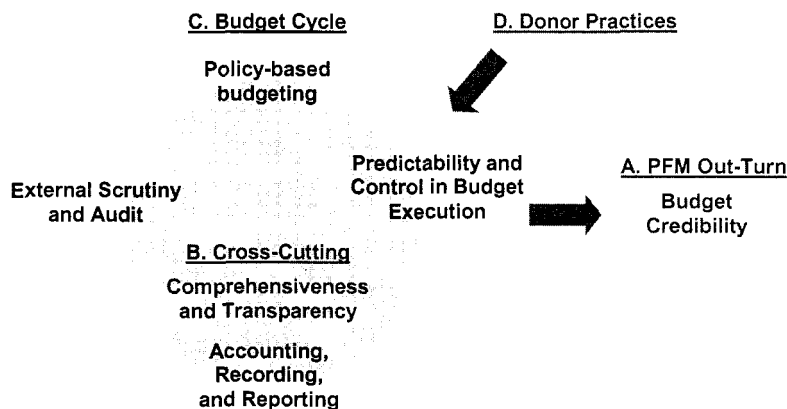 C. Budget Cycle
D. Donor Practices
Policy-based
budgeting
External Scrutiny
and Audit
Predictability and
Control in Budget
Execution
A. PFM Out-Turn
Budget
Credibility
B. Cross-Cutting
Comprehensiveness
and Transparency
Accounting,
Recording,
and Reporting